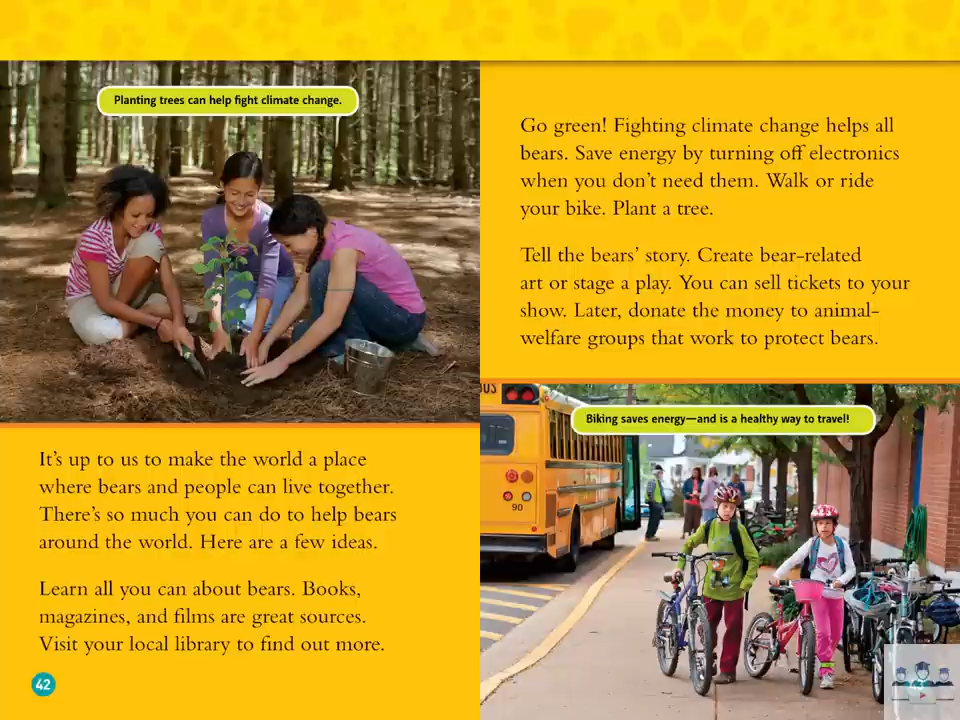 Planting trees can help fight climate change.
It's up to us to make the world a place
where bears and people can live together.
There's so much you can do to help bears
around the world. Here are a few ideas.
Learn all you can about bears. Books,
magazines, and films are great sources.
Visit your local library to find out more.
42
Go green! Fighting climate change helps all
bears. Save energy by turning off electronics
when you don't need them. Walk or ride
your bike. Plant a tree.
Tell the bears' story. Create bear-related
art or stage a play. You can sell tickets to your
show. Later, donate the money to animal-
welfare groups that work to protect bears.
Biking saves energy—and is a healthy way to travel!
90